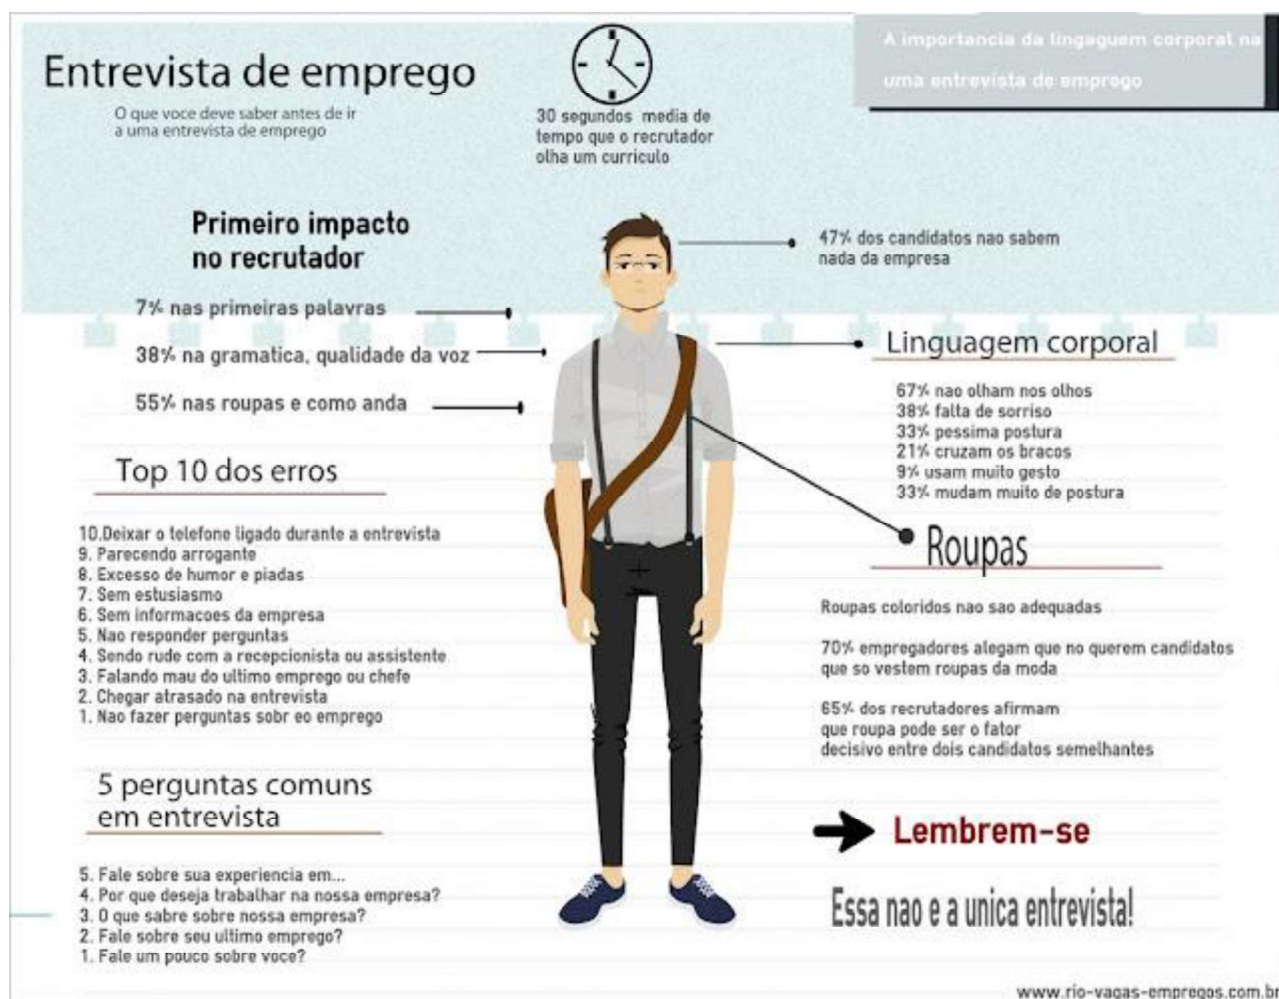 Entrevista de emprego
O que voce deve saber antes de ir
a uma entrevista de emprego
30 segundos media de
tempo que o recrutador
olha um curriculo
A importancia da lingaguem corporal na
uma entrevista de emprego
Primeiro impacto
no recrutador
7% nas primeiras palavras
38% na gramatica, qualidade da voz
55% nas roupas e como anda
47% dos candidatos nao sabem
nada da empresa
Linguagem corporal
67% nao olham nos olhos
38% falta de sorriso
33% pessima postura
21% cruzam os bracos
9% usam muito gesto
33% mudam muito de postura
Top 10 dos erros
10.Deixar o telefone ligado durante a entrevista
9. Parecendo arrogante
8. Excesso de humor e piadas
7. Sem estusiasmo
6. Sem informacoes da empresa
5. Nao responder perguntas
4. Sendo rude com a recepcionista ou assistente
3. Falando mau do ultimo emprego ou chefe
2. Chegar atrasado na entrevista
1. Nao fazer perguntas sobr eo emprego
Roupas
Roupas coloridos nao sao adequadas
70% empregadores alegam que no querem candidatos
que so vestem roupas da moda
65% dos recrutadores afirmam
que roupa pode ser o fator
decisivo entre dois candidatos semelhantes
5 perguntas comuns
em entrevista
5. Fale sobre sua experiencia em...
4. Por que deseja trabalhar na nossa empresa?
3. O que sabre sobre nossa empresa?
2. Fale sobre seu ultimo emprego?
1. Fale um pouco sobre voce?
Lembrem-se
Essa nao e a unica entrevista!
www.rio-vagas-empregos.com.br